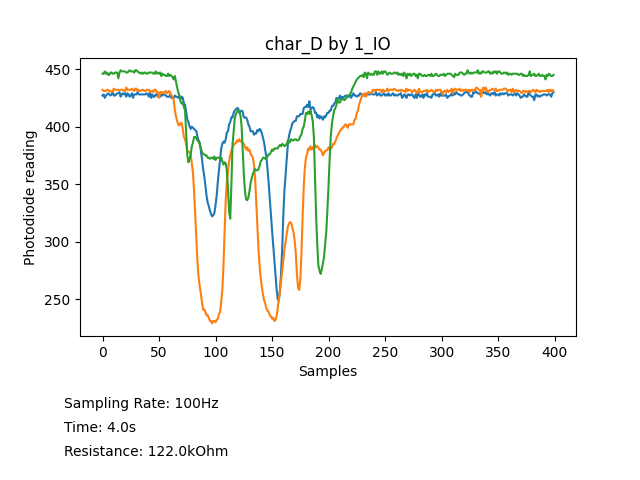 char_D by 1_IO
450
400
350
300
250
Photodiode reading
0 50 100 150 200 250 300 350 400
Samples
Sampling Rate: 100Hz
Time: 4.0s
Resistance: 122.0kOhm